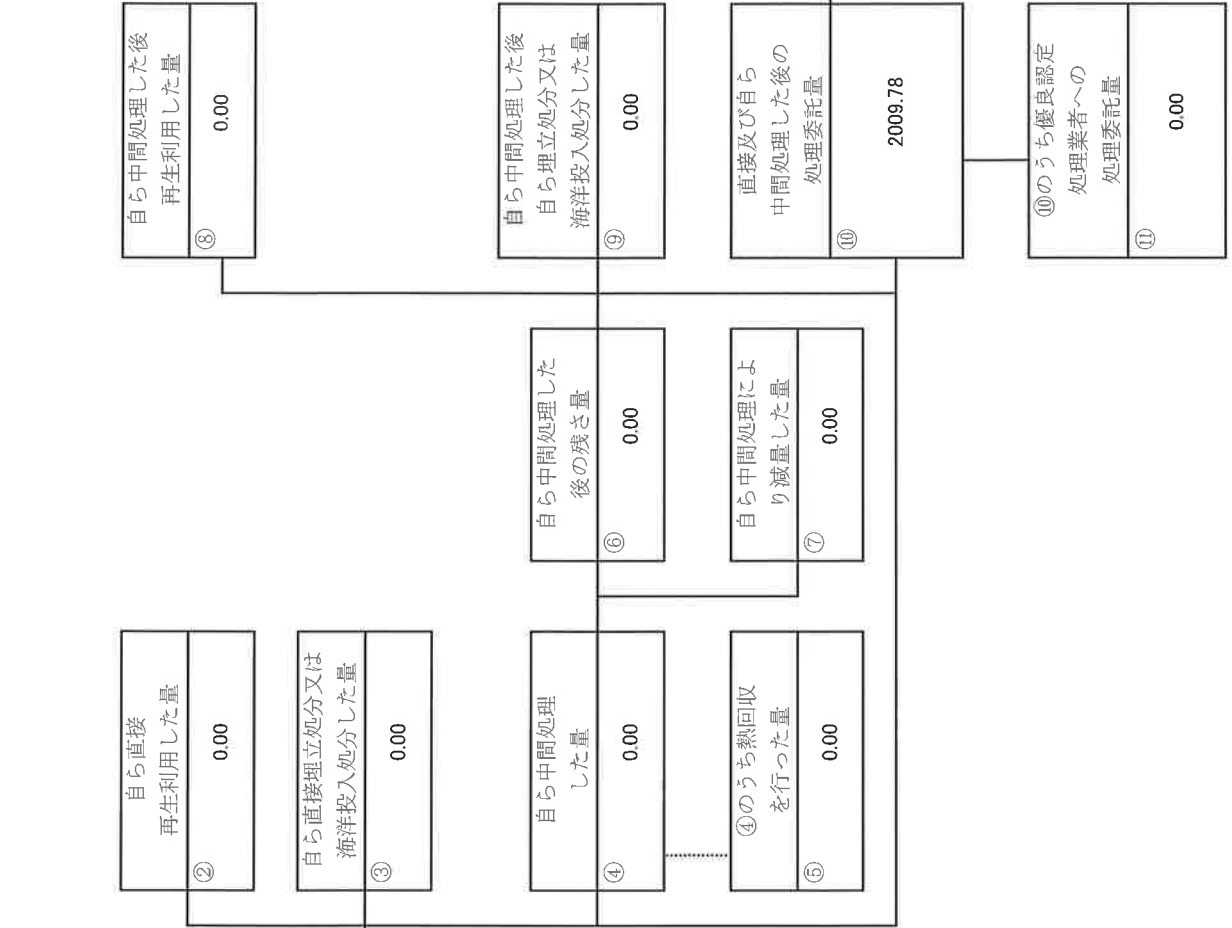 自ら直接
再生利用した量
②
0.00
自ら直接埋立処分又は
海洋投入処分した量
③
0.00
自ら中間処理
した量
④
0.00
④のうち熱回収
を行った量
⑤
0.00
自ら中間処理した
後の残さ量
⑥
0.00
自ら中間処理によ
り減量した量
⑦
0.00
自ら中間処理した後
再生利用した量
⑧
0.00
自ら中間処理した後
自ら埋立処分又は
海洋投入処分した量
⑨
0.00
直接及び自ら
中間処理した後の
処理委託量
⑩
2009.78
⑩のうち優良認定
処理業者への
処理委託量
⑪
0.00